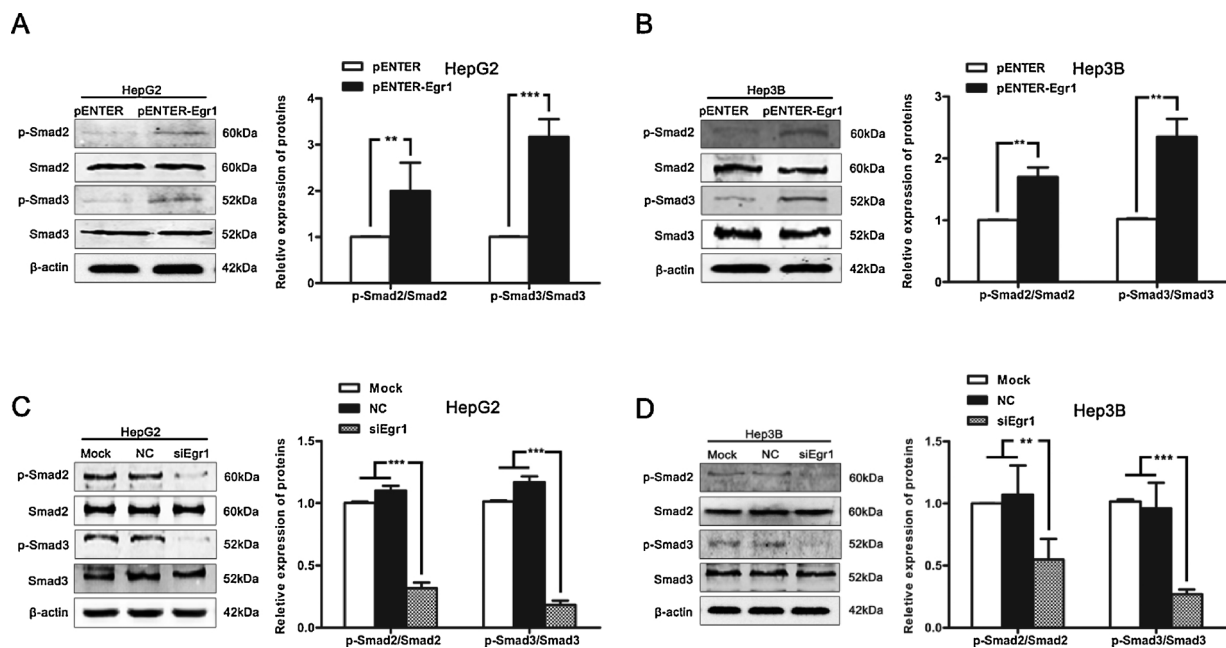 A
HepG2
pENTER pENTER-Egr1
p-Smad2 60kDa
Smad2 60kDa
p-Smad3 52kDa
Smad3 52kDa
β-actin 42kDa
pENTER
pENTER-Egr1
HepG2
Reletive expression of proteins
4
3
2
1
0
**
***
p-Smad2/Smad2 p-Smad3/Smad3
B
Hep3B
pENTER pENTER-Egr1
p-Smad2 60kDa
Smad2 60kDa
p-Smad3 52kDa
Smad3 52kDa
β-actin 42kDa
pENTER
pENTER-Egr1
Hep3B
Reletive expression of proteins
3
2
1
0
**
**
p-Smad2/Smad2 p-Smad3/Smad3
C
HepG2
Mock NC siEgr1
p-Smad2 60kDa
Smad2 60kDa
p-Smad3 52kDa
Smad3 52kDa
β-actin 42kDa
Mock
NC
siEgr1
HepG2
Reletive expression of proteins
1.5
1.0
0.5
0.0
***
***
p-Smad2/Smad2 p-Smad3/Smad3
D
Hep3B
Mock NC siEgr1
p-Smad2 60kDa
Smad2 60kDa
p-Smad3 52kDa
Smad3 52kDa
β-actin 42kDa
Mock
NC
siEgr1
Hep3B
Reletive expression of proteins
1.5
1.0
0.5
0.0
**
***
p-Smad2/Smad2 p-Smad3/Smad3